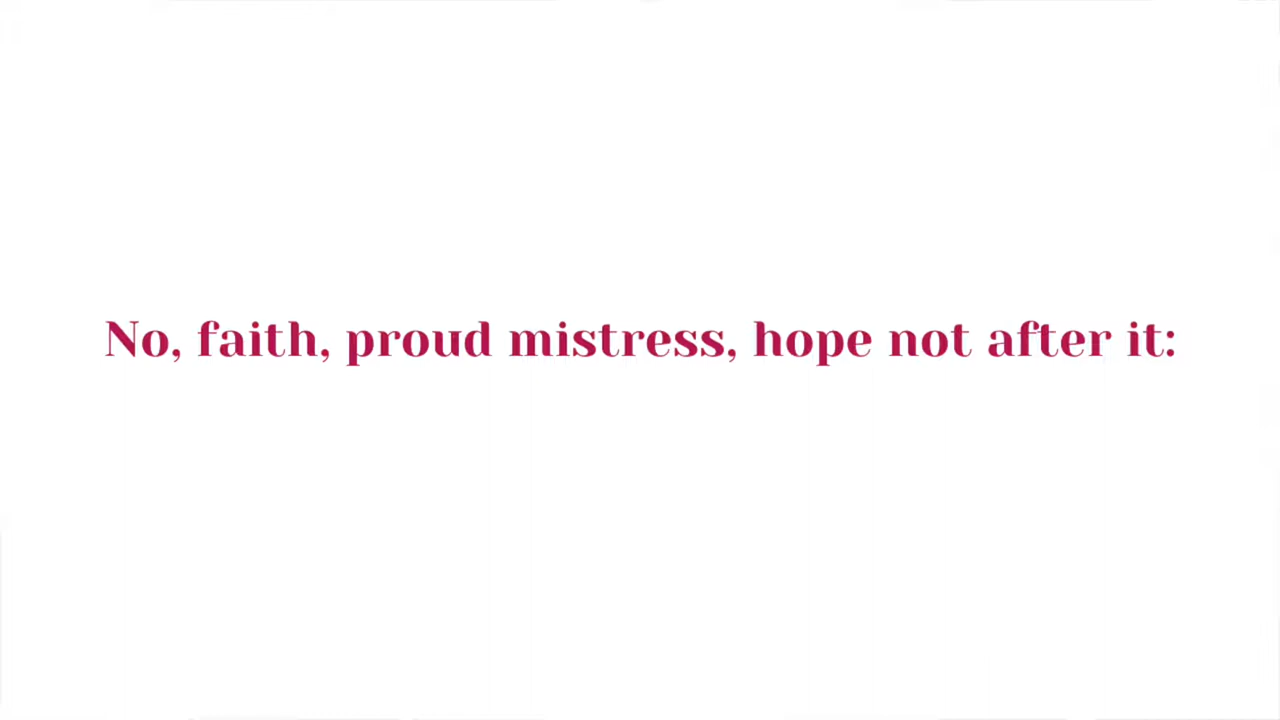 No, faith, proud mistress, hope not after it: